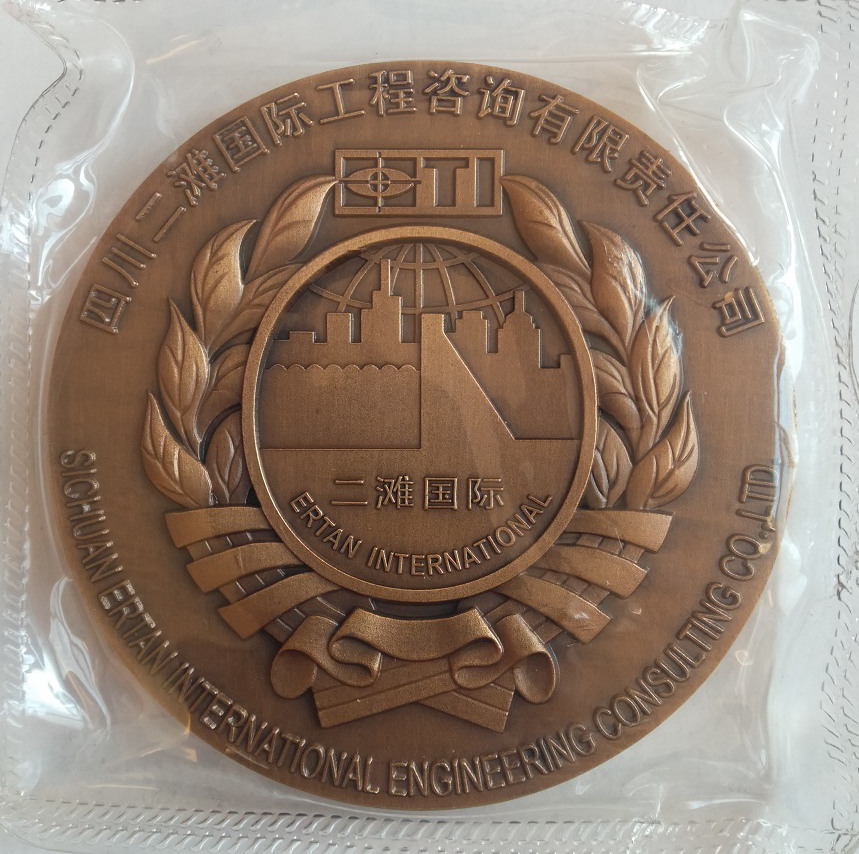 四川二滩国际工程咨询有限责任公司
ETI
二滩国际
ERTAN INTERNATIONAL
SICHUAN ERTAN INTERNATIONAL ENGINEERING CONSULTING CO.,LTD.